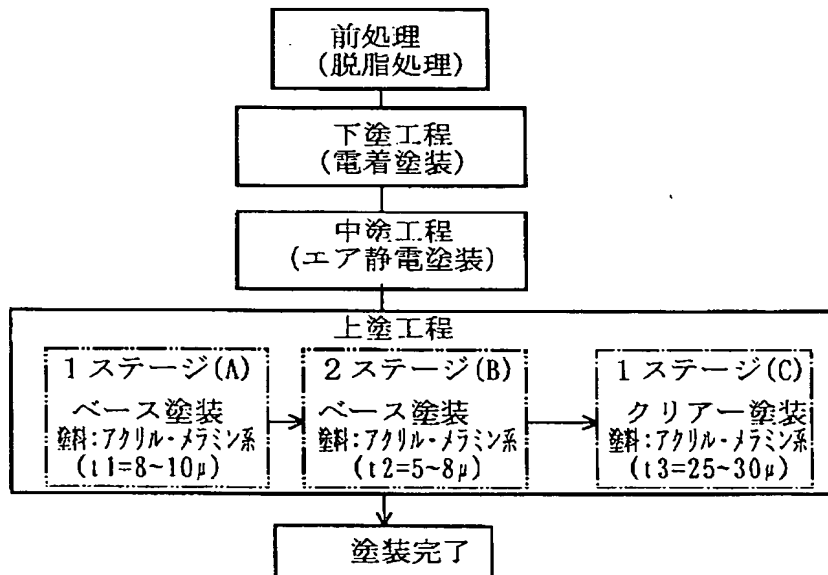 前処理
(脱脂処理)
下塗工程
(電着塗装)
中塗工程
(エア静電塗装)
上塗工程
1ステージ(A)
ベース塗装
塗料:アクリル・メラミン系
(t1=8~10μ)
2ステージ(B)
ベース塗装
塗料:アクリル・メラミン系
(t2=5~8μ)
1ステージ(C)
クリアー塗装
塗料:アクリル・メラミン系
(t3=25~30μ)
塗装完了